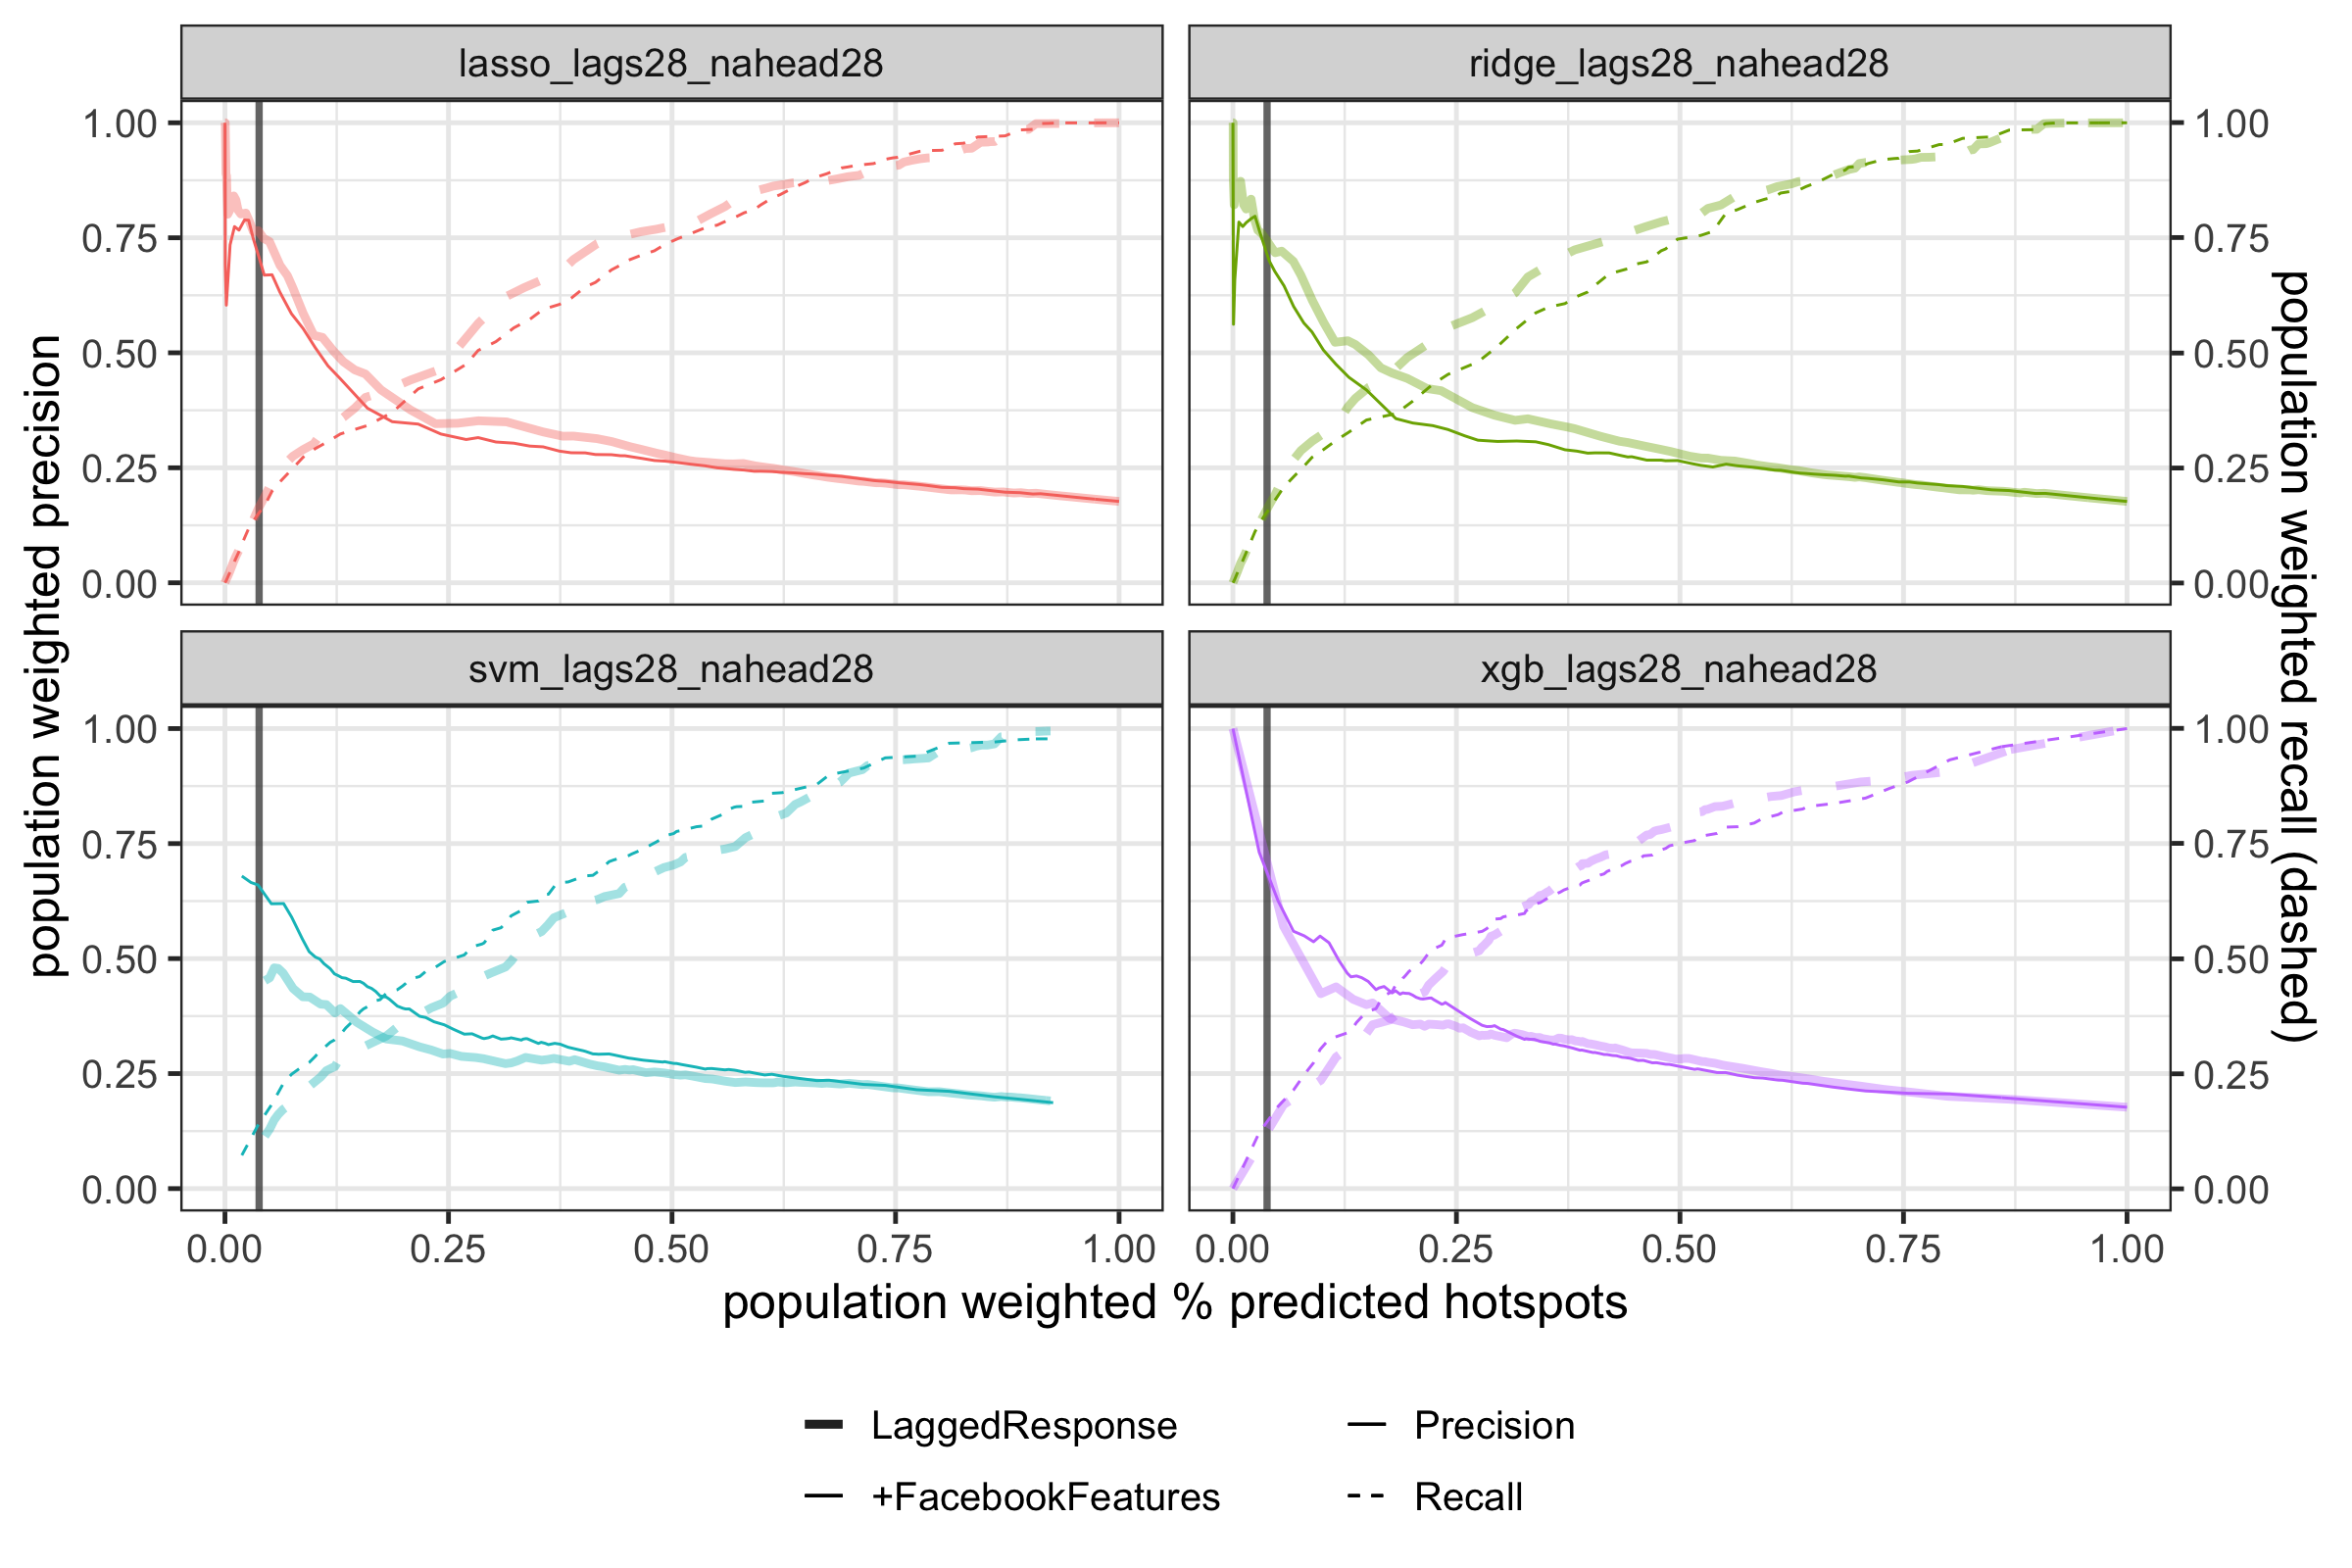 lasso_lags28_nahead28
ridge_lags28_nahead28
1.00
0.75
0.50
0.25
0.00
1.00
0.75
0.50
0.25
0.00
svm_lags28_nahead28
xgb_lags28_nahead28
1.00
0.75
0.50
0.25
0.00
1.00
0.75
0.50
0.25
0.00
0.00 0.25 0.50 0.75 1.00
0.00 0.25 0.50 0.75 1.00
population weighted precision
population weighted recall (dashed)
population weighted % predicted hotspots
LaggedResponse
+FacebookFeatures
Precision
Recall